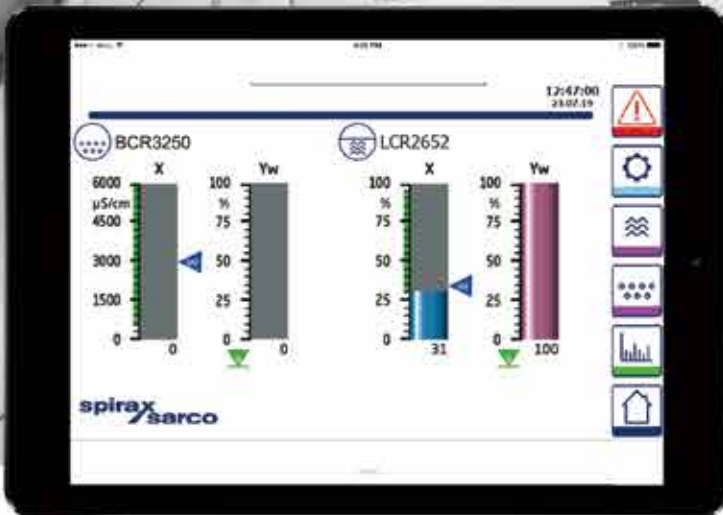 12:47:00
23.07.19
BCR3250
LCR2652
X Yw X Yw
6000 100 100 100
µS/cm % % %
4500 75 75 75
3000 50 50 50
1500 25 25 25
0 0 0 0
0 0 31 100
spirax
sarco